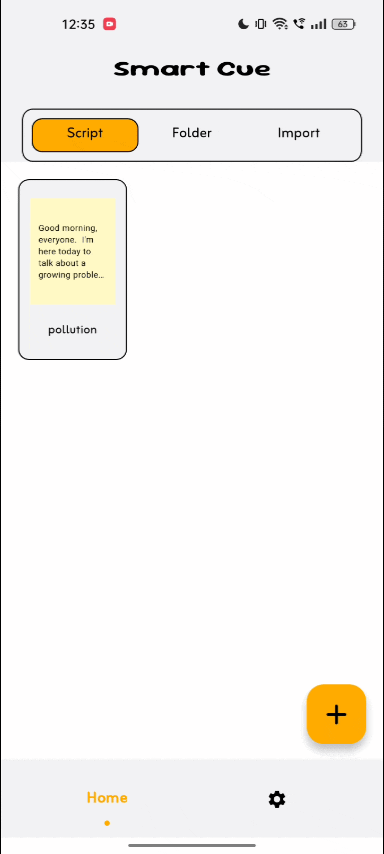 12:35
63
Smart Cue
Script Folder Import
Good morning,
everyone. I'm
here today to
talk about a
growing proble...
pollution
Home